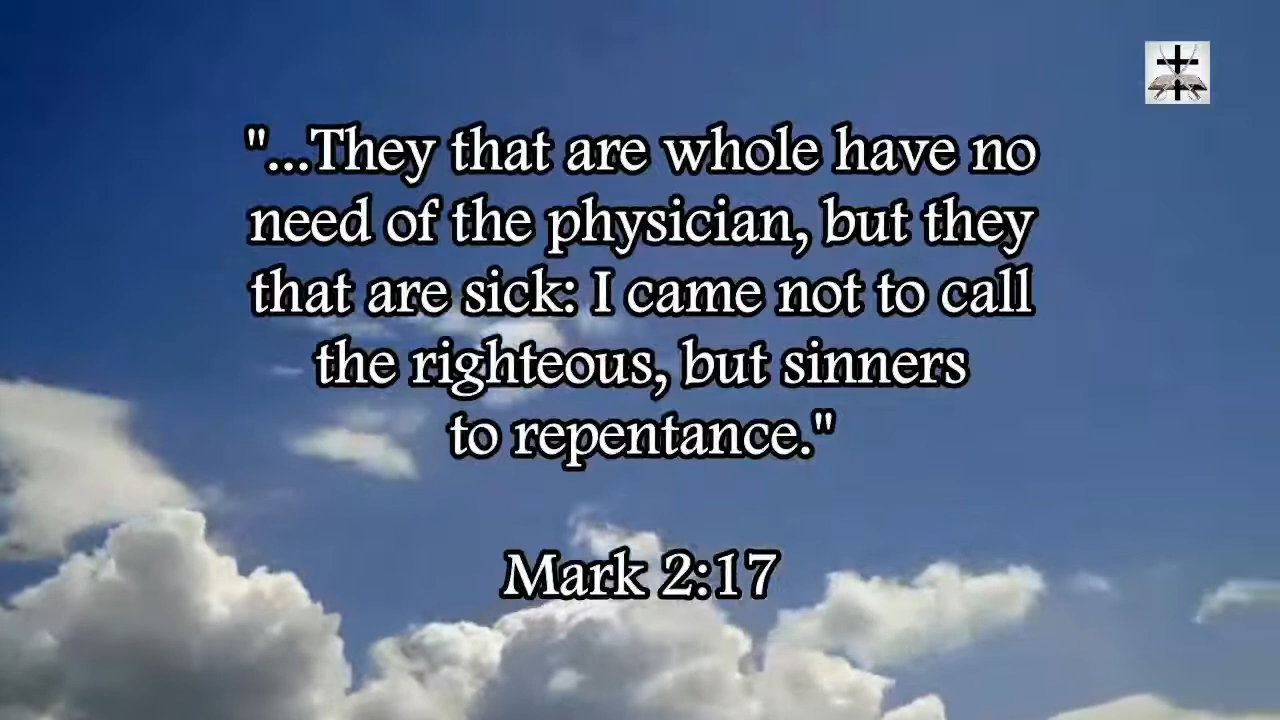 "...They that are whole have no
need of the physician, but they
that are sick: I came not to call
the righteous, but sinners
to repentance."
Mark 2:17